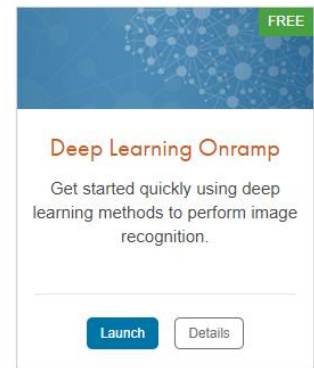 FREE
Deep Learning Onramp
Get started quickly using deep
learning methods to perform image
recognition.
Launch
Details